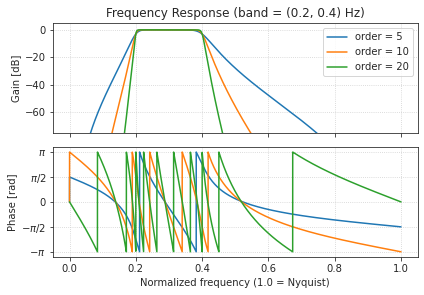 Frequency Response (band = (0.2, 0.4) Hz)
Gain [dB]
0
−20
−40
−60
order = 5
order = 10
order = 20
Phase [rad]
π
π/2
0
−π/2
−π
0.0 0.2 0.4 0.6 0.8 1.0
Normalized frequency (1.0 = Nyquist)